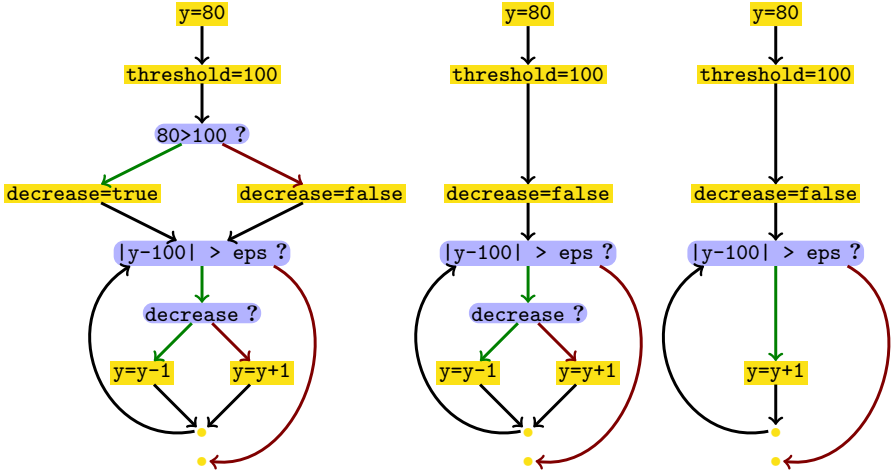 y=80
threshold=100
80>100 ?
decrease=true
decrease=false
|y-100| > eps ?
decrease ?
y=y-1
y=y+1
y=80
threshold=100
decrease=false
|y-100| > eps ?
decrease ?
y=y-1
y=y+1
y=80
threshold=100
decrease=false
|y-100| > eps ?
y=y+1